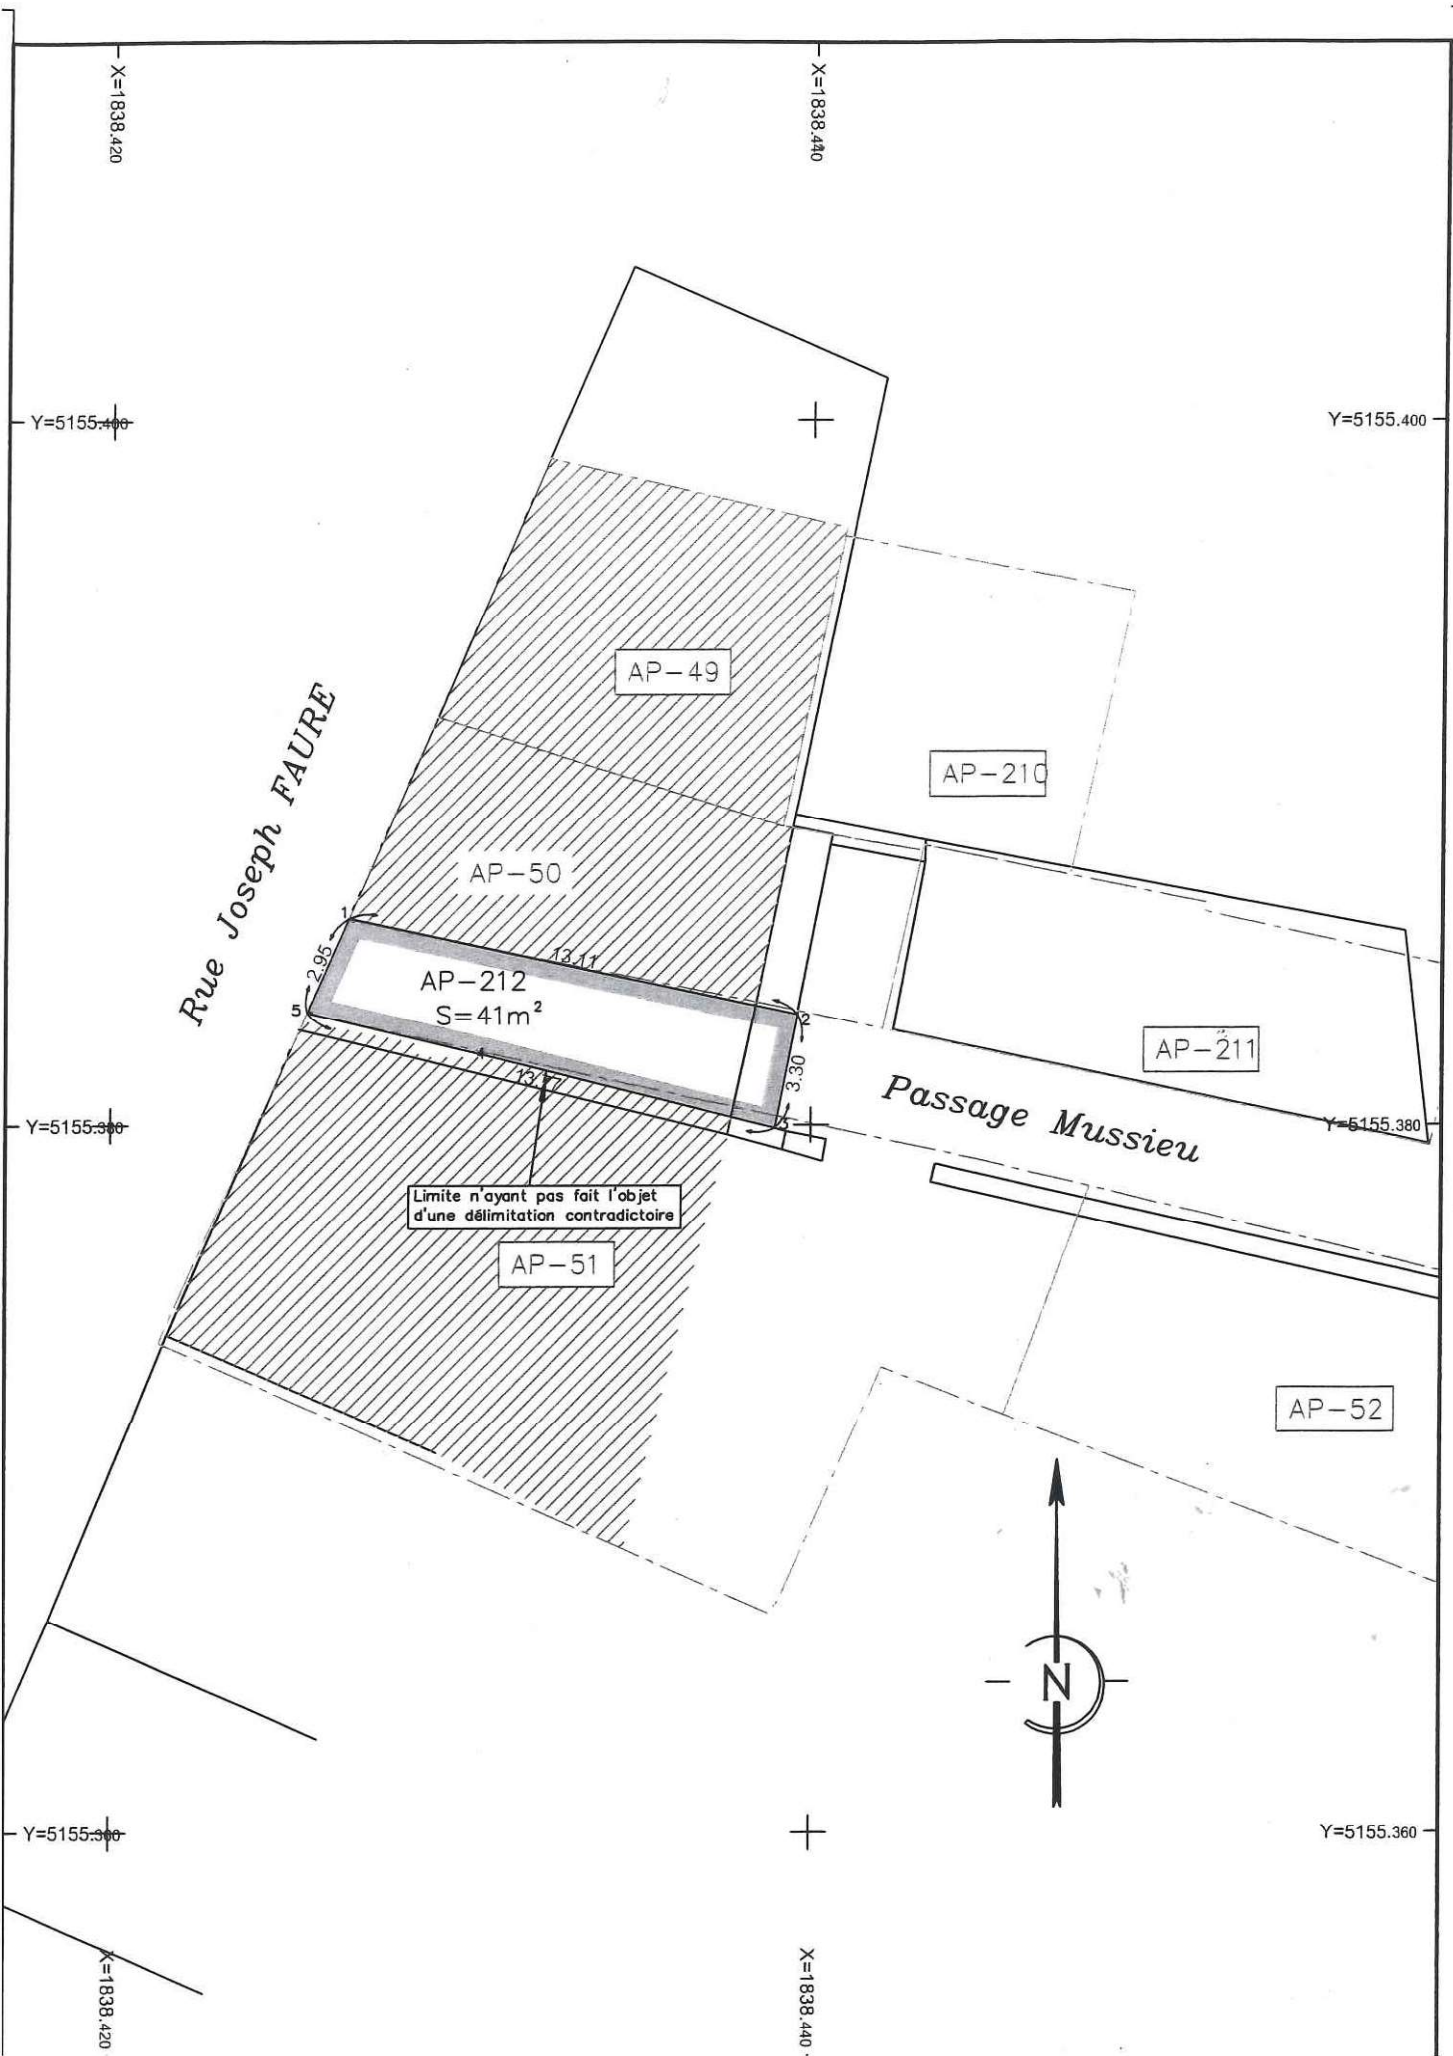 X=1838.420
X=1838.440
Y=5155.400
Y=5155.400
AP-49
Rue Joseph FAURE
AP-210
AP-50
1
13.11
2.95
AP-212
S=41m²
5
2
4
3.30
AP-211
Passage Mussieu
Y=5155.380
Y=5155.380
Limite n'ayant pas fait l'objet
d'une délimitation contradictoire
AP-51
AP-52
N
Y=5155.360
Y=5155.360
X=1838.420
X=1838.440